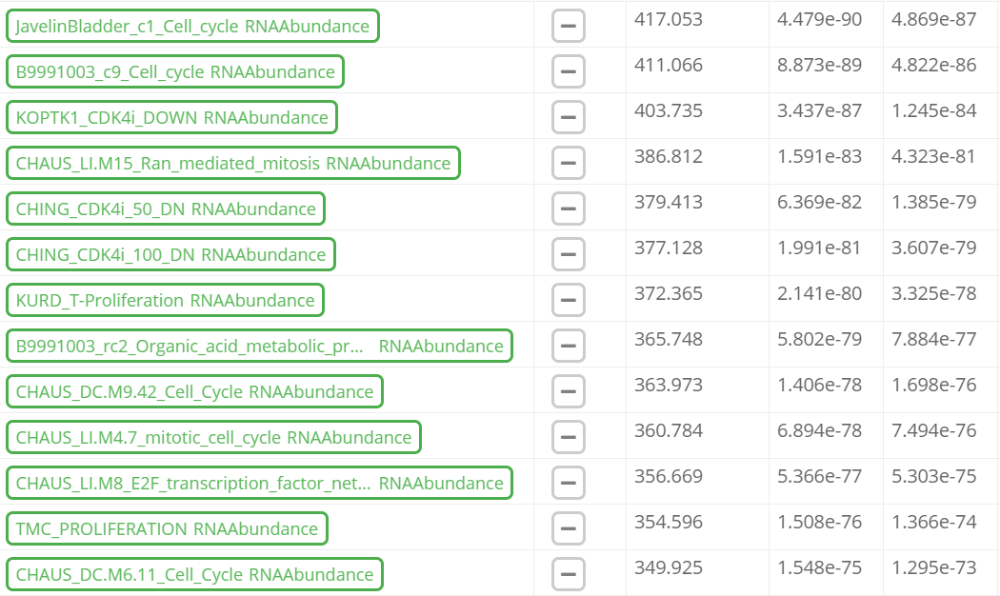 JavelinBladder_c1_Cell_cycle RNAAbundance 417.053 4.479e-90 4.869e-87
B9991003_c9_Cell_cycle RNAAbundance 411.066 8.873e-89 4.822e-86
KOPTK1_CDK4i_DOWN RNAAbundance 403.735 3.437e-87 1.245e-84
CHAUS_LI.M15_Ran_mediated_mitosis RNAAbundance 386.812 1.591e-83 4.323e-81
CHING_CDK4i_50_DN RNAAbundance 379.413 6.369e-82 1.385e-79
CHING_CDK4i_100_DN RNAAbundance 377.128 1.991e-81 3.607e-79
KURD_T-Proliferation RNAAbundance 372.365 2.141e-80 3.325e-78
B9991003_rc2_Organic_acid_metabolic_pr... RNAAbundance 365.748 5.802e-79 7.884e-77
CHAUS_DC.M9.42_Cell_Cycle RNAAbundance 363.973 1.406e-78 1.698e-76
CHAUS_LI.M4.7_mitotic_cell_cycle RNAAbundance 360.784 6.894e-78 7.494e-76
CHAUS_LI.M8_E2F_transcription_factor_net... RNAAbundance 356.669 5.366e-77 5.303e-75
TMC_PROLIFERATION RNAAbundance 354.596 1.508e-76 1.366e-74
CHAUS_DC.M6.11_Cell_Cycle RNAAbundance 349.925 1.548e-75 1.295e-73